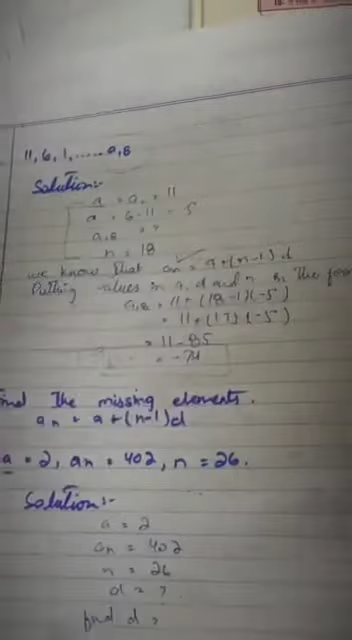 11, 6, 1, ...... a18
Solution:-
a = a1 = 11
d = 6-11 = -5
a18 = ?
n = 18
we know that an = a+(n-1)d
Putting values in a, d and n in the
a18 = 11+(18-1)(-5)
= 11+(17)(-5)
= 11-85
= -74
The missing elements.
an = a+(n-1)d
a = 2, an = 402, n = 26.
Solution:-
a = 2
an = 402
n = 26
d = ?
find d,